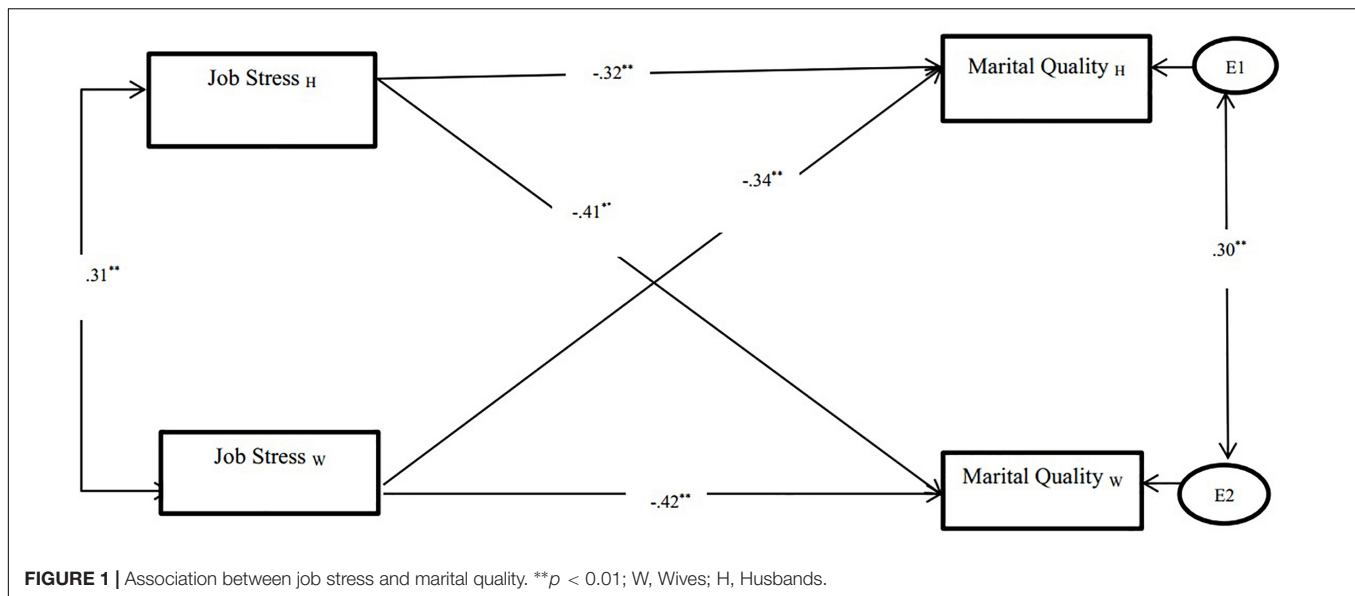 Job Stress H
Marital Quality H
E1
-.32**
-.34**
-.41**
.31**
.30**
Job Stress W
Marital Quality W
E2
-.42**
FIGURE 1 | Association between job stress and marital quality. **p < 0.01; W, Wives; H, Husbands.